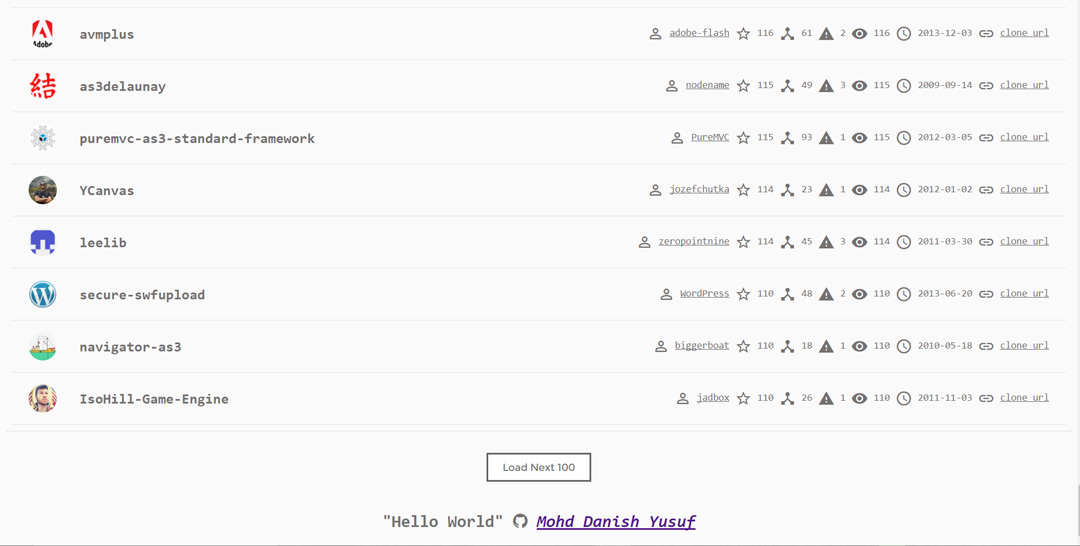 Adobe
avmplus adobe-flash 116 61 2 116 2013-12-03 clone url
結
as3delaunay nodename 115 49 3 115 2009-09-14 clone url
puremvc-as3-standard-framework PureMVC 115 93 1 115 2012-03-05 clone url
YCanvas jozefchutka 114 23 1 114 2012-01-02 clone url
leelib zeropointnine 114 45 3 114 2011-03-30 clone url
secure-swfupload WordPress 110 48 2 110 2013-06-20 clone url
navigator-as3 biggerboat 110 18 1 110 2010-05-18 clone url
IsoHill-Game-Engine jadbox 110 26 1 110 2011-11-03 clone url
Load Next 100
"Hello World" Mohd Danish Yusuf